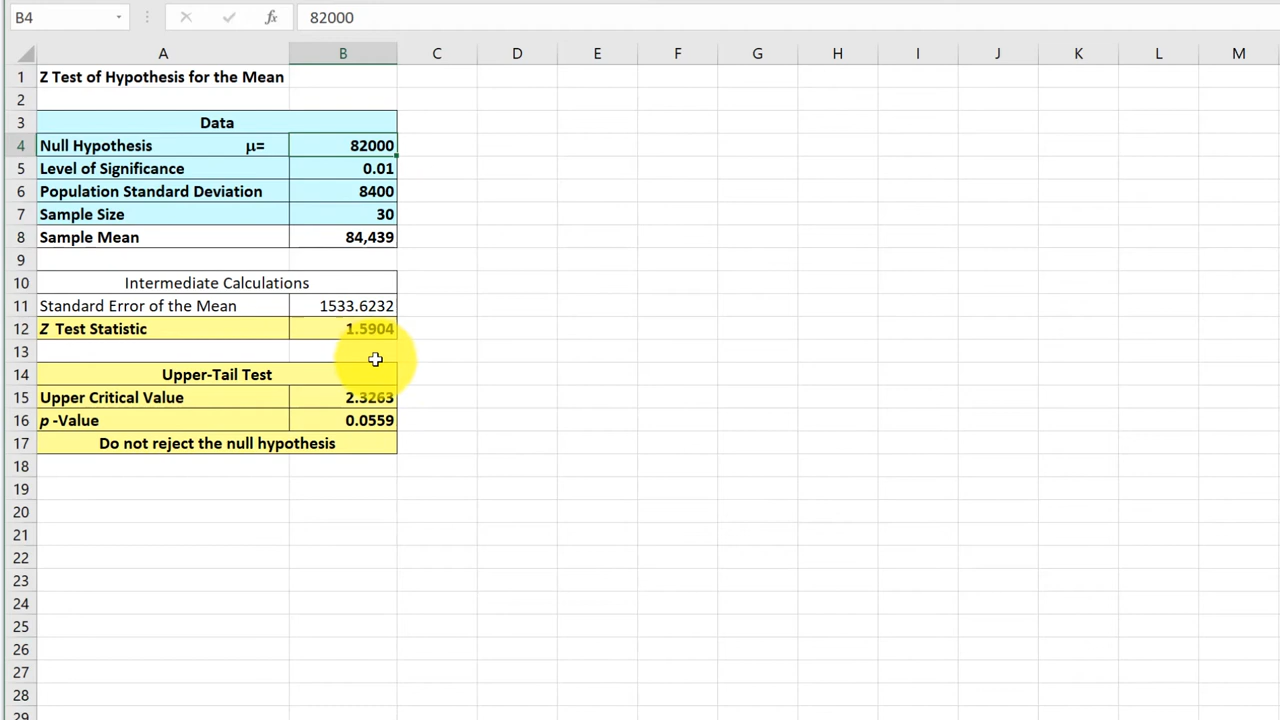 B4 fx 82000
A B C D E F G H I J K L M
1 Z Test of Hypothesis for the Mean
2
3 Data
4 Null Hypothesis μ= 82000
5 Level of Significance 0.01
6 Population Standard Deviation 8400
7 Sample Size 30
8 Sample Mean 84,439
9
10 Intermediate Calculations
11 Standard Error of the Mean 1533.6232
12 Z Test Statistic 1.5904
13
14 Upper-Tail Test
15 Upper Critical Value 2.3263
16 p -Value 0.0559
17 Do not reject the null hypothesis
18
19
20
21
22
23
24
25
26
27
28
29